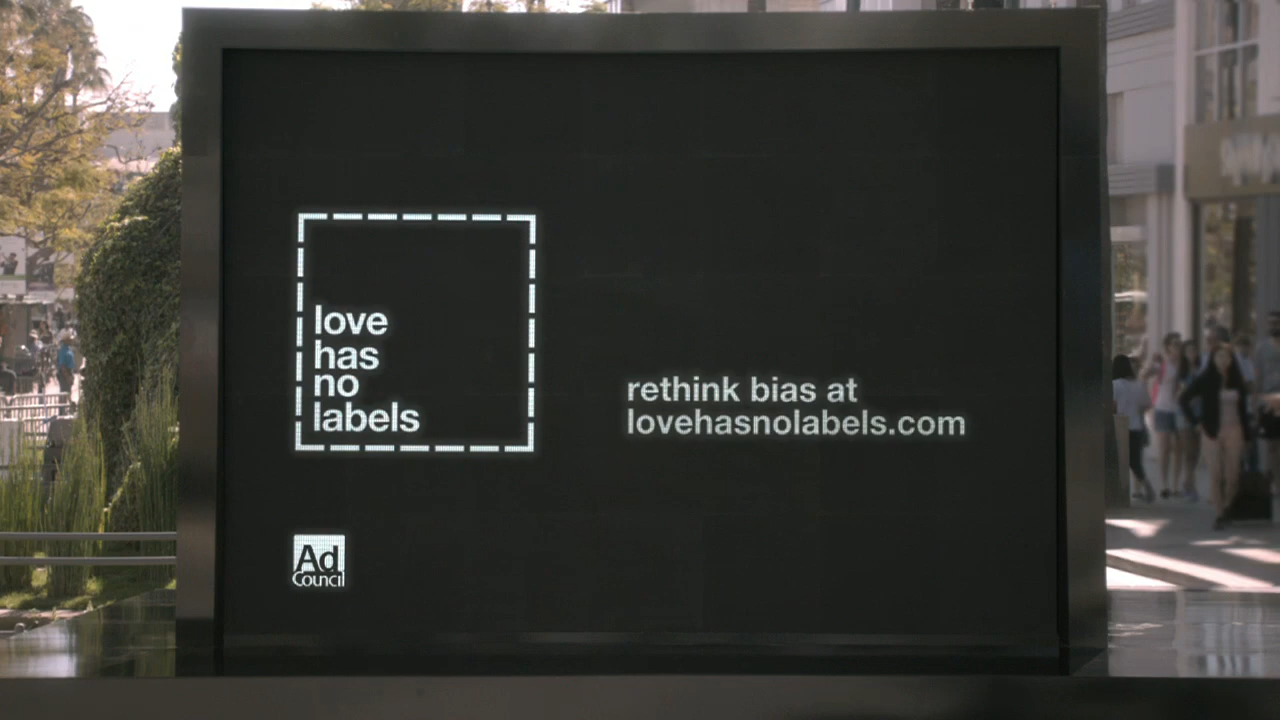 love
has
no
labels
rethink bias at
lovehasnolabels.com
Ad
Council